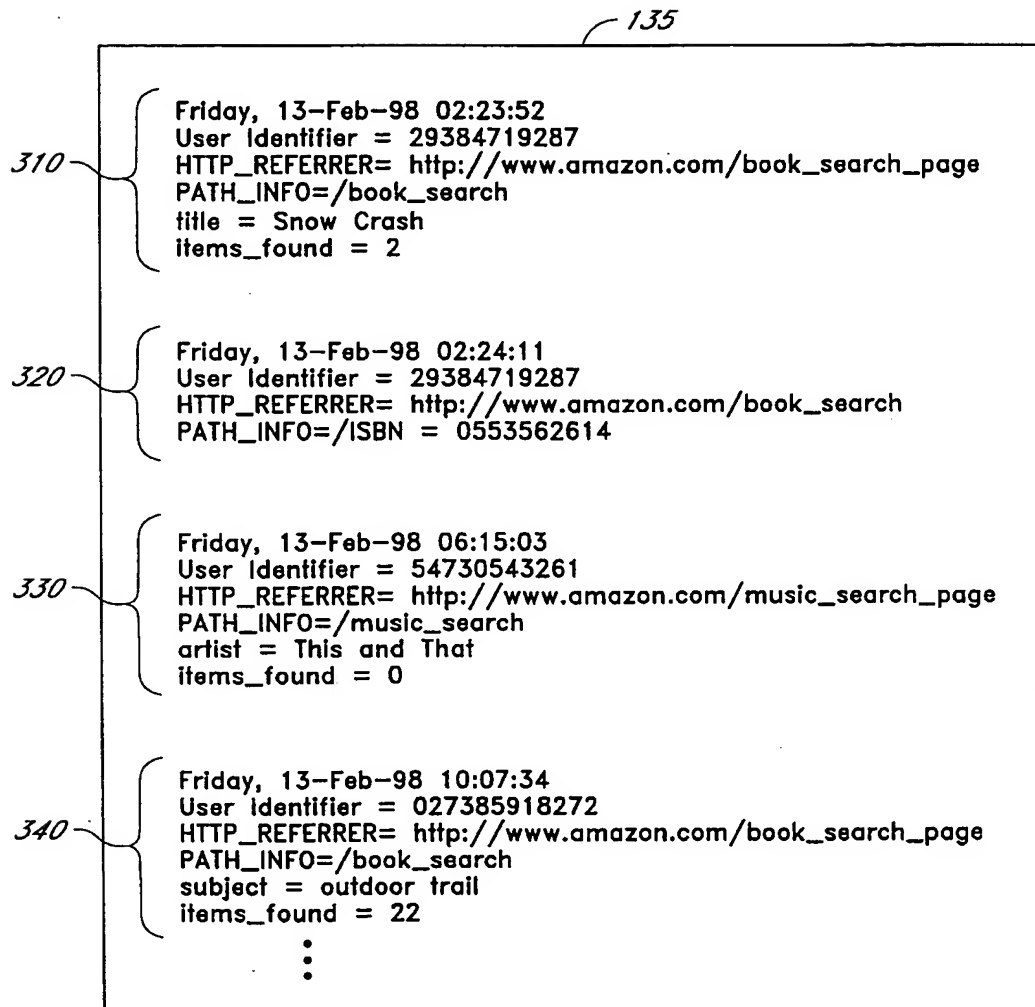 135
310
Friday, 13-Feb-98 02:23:52
User Identifier = 29384719287
HTTP_REFERRER= http://www.amazon.com/book_search_page
PATH_INFO=/book_search
title = Snow Crash
items_found = 2
320
Friday, 13-Feb-98 02:24:11
User Identifier = 29384719287
HTTP_REFERRER= http://www.amazon.com/book_search
PATH_INFO=/ISBN = 0553562614
330
Friday, 13-Feb-98 06:15:03
User Identifier = 54730543261
HTTP_REFERRER= http://www.amazon.com/music_search_page
PATH_INFO=/music_search
artist = This and That
items_found = 0
340
Friday, 13-Feb-98 10:07:34
User Identifier = 027385918272
HTTP_REFERRER= http://www.amazon.com/book_search_page
PATH_INFO=/book_search
subject = outdoor trail
items_found = 22